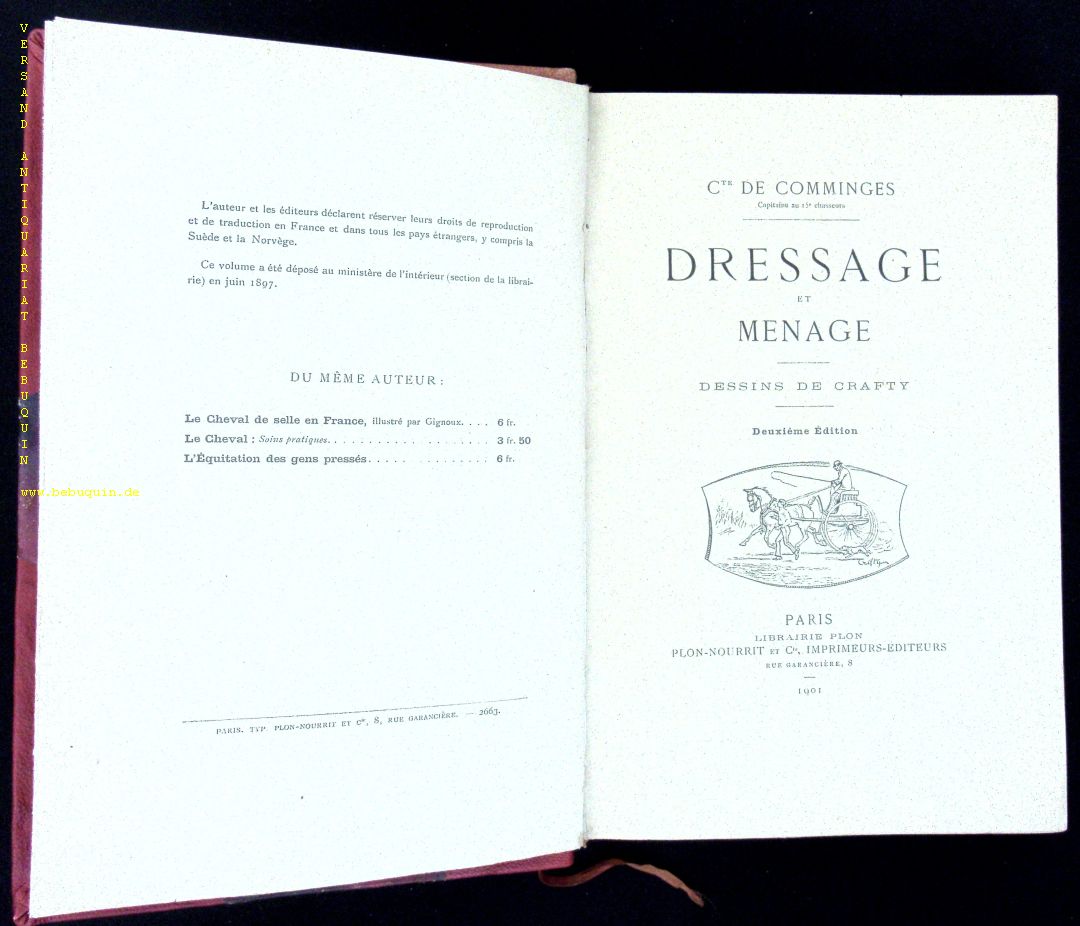 VERSAND ANTIQUARIAT BEBUQUIN
www.bebuquin.de
L'auteur et les éditeurs déclarent réserver leurs droits de reproduction
et de traduction en France et dans tous les pays étrangers, y compris la
Suède et la Norvège.
Ce volume a été déposé au ministère de l'intérieur (section de la librai-
rie) en juin 1897.
DU MÊME AUTEUR :
Le Cheval de selle en France, illustré par Gignoux. . . . 6 fr.
Le Cheval : Soins pratiques. . . . . . . . . . . . . . . . . . . . 3 fr. 50
L'Équitation des gens pressés. . . . . . . . . . . . . . . 6 fr.
PARIS. TYP. PLON-NOURRIT ET Cie, 8, RUE GARANCIÈRE. — 2663.
CTE DE COMMINGES
Capitaine au 15e chasseurs
DRESSAGE
ET
MENAGE
DESSINS DE CRAFTY
Deuxième Édition
Crafty
PARIS
LIBRAIRIE PLON
PLON-NOURRIT ET Cie, IMPRIMEURS-ÉDITEURS
RUE GARANCIÈRE, 8
1901